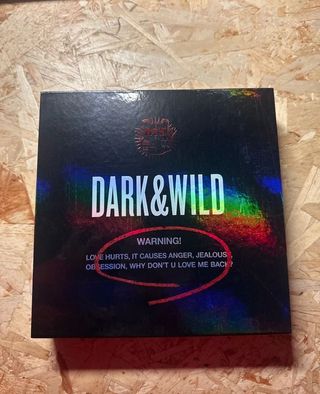 DARK&WILD
WARNING!
LOVE HURTS, IT CAUSES ANGER, JEALOUSY,
OBSESSION, WHY DON'T U LOVE ME BACK?